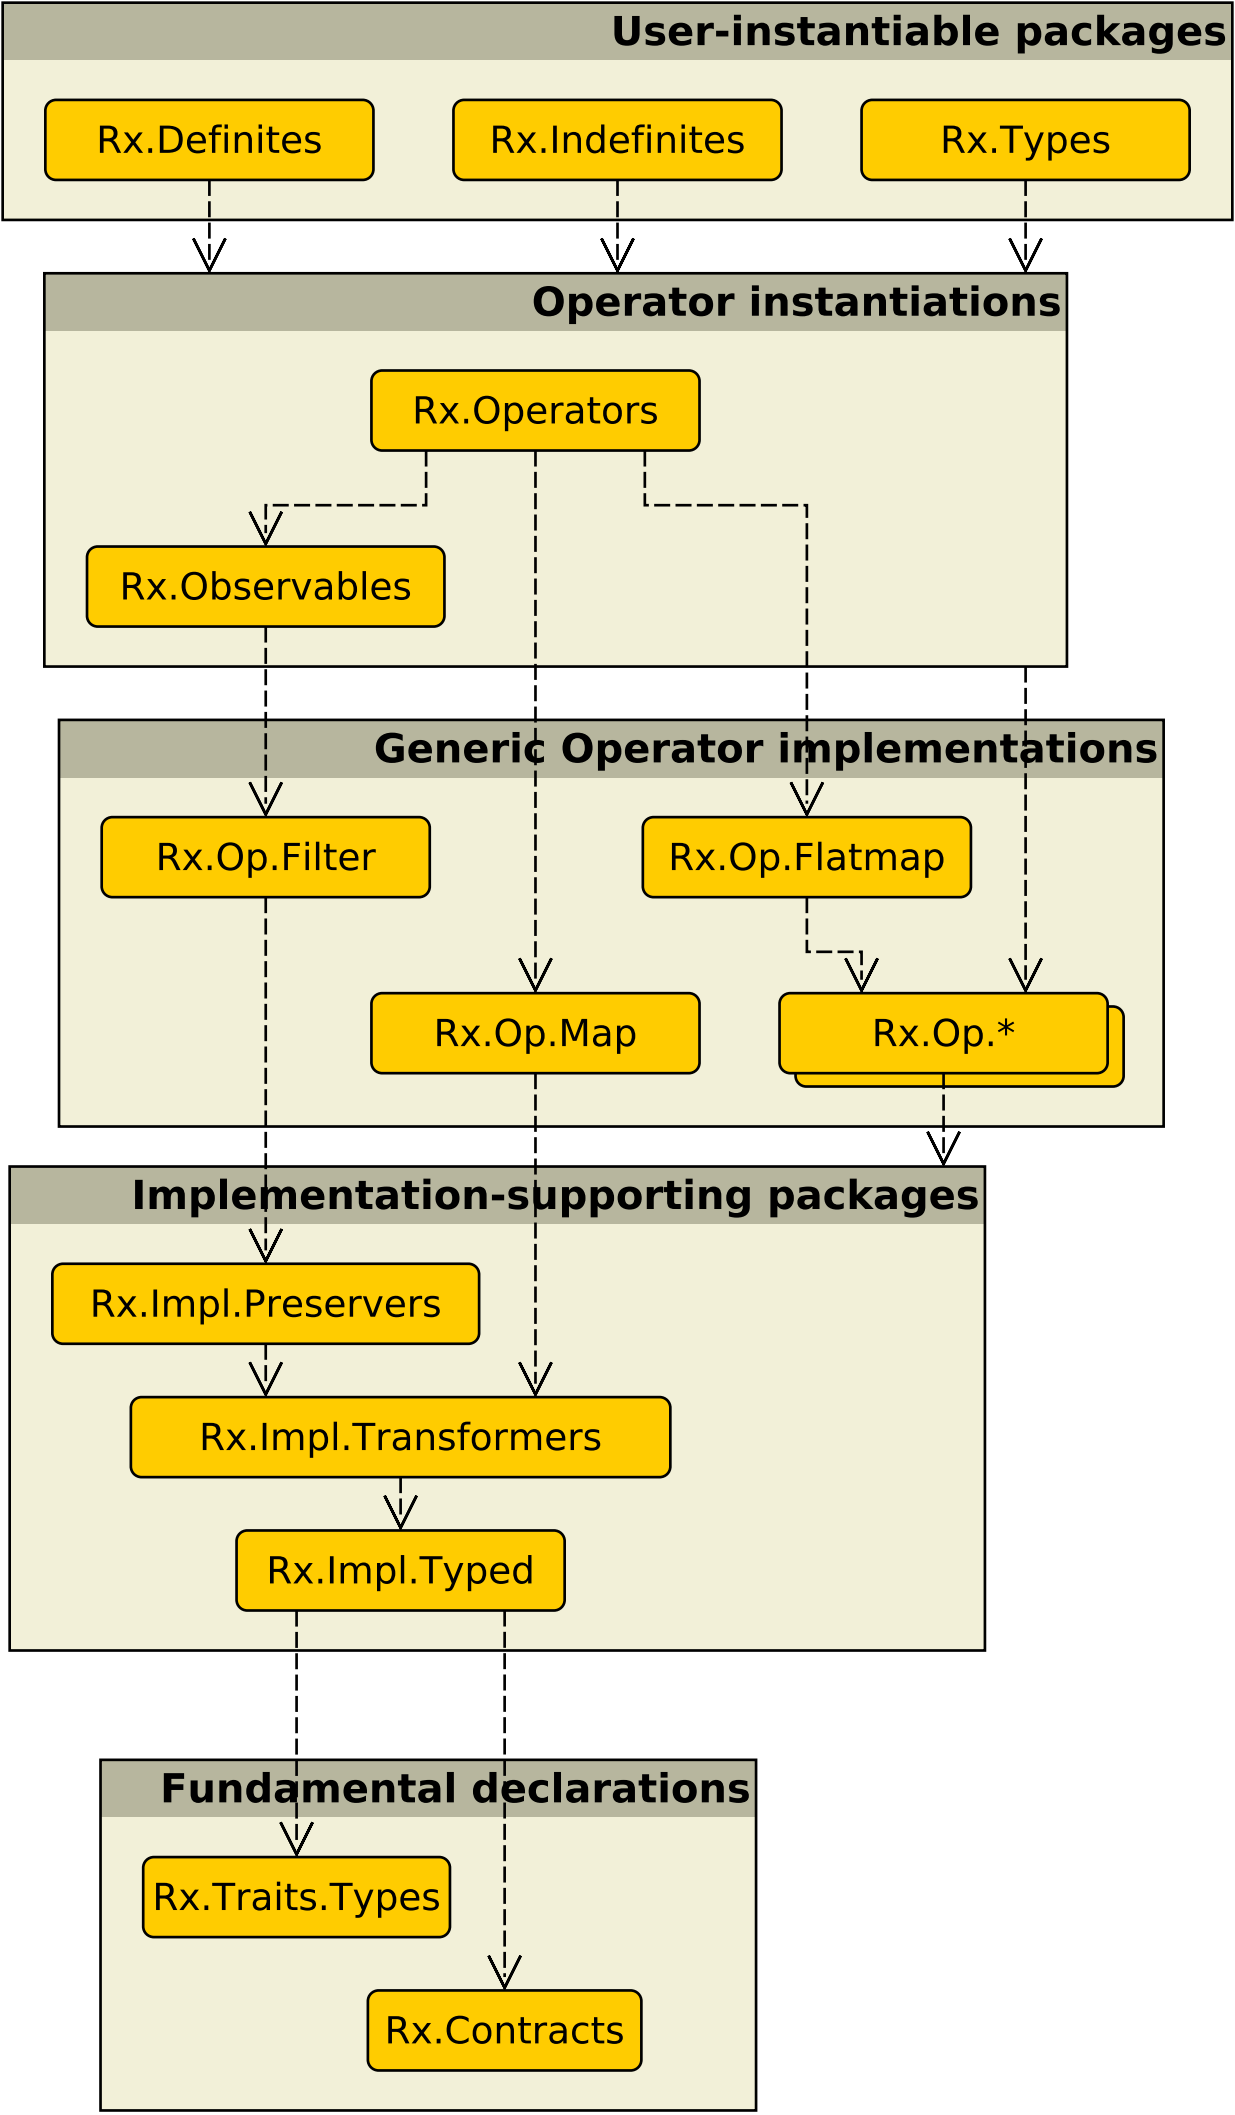 User-instantiable packages
Rx.Definites
Rx.Indefinites
Rx.Types
Operator instantiations
Rx.Operators
Rx.Observables
Generic Operator implementations
Rx.Op.Filter
Rx.Op.Flatmap
Rx.Op.Map
Rx.Op.*
Implementation-supporting packages
Rx.Impl.Preservers
Rx.Impl.Transformers
Rx.Impl.Typed
Fundamental declarations
Rx.Traits.Types
Rx.Contracts